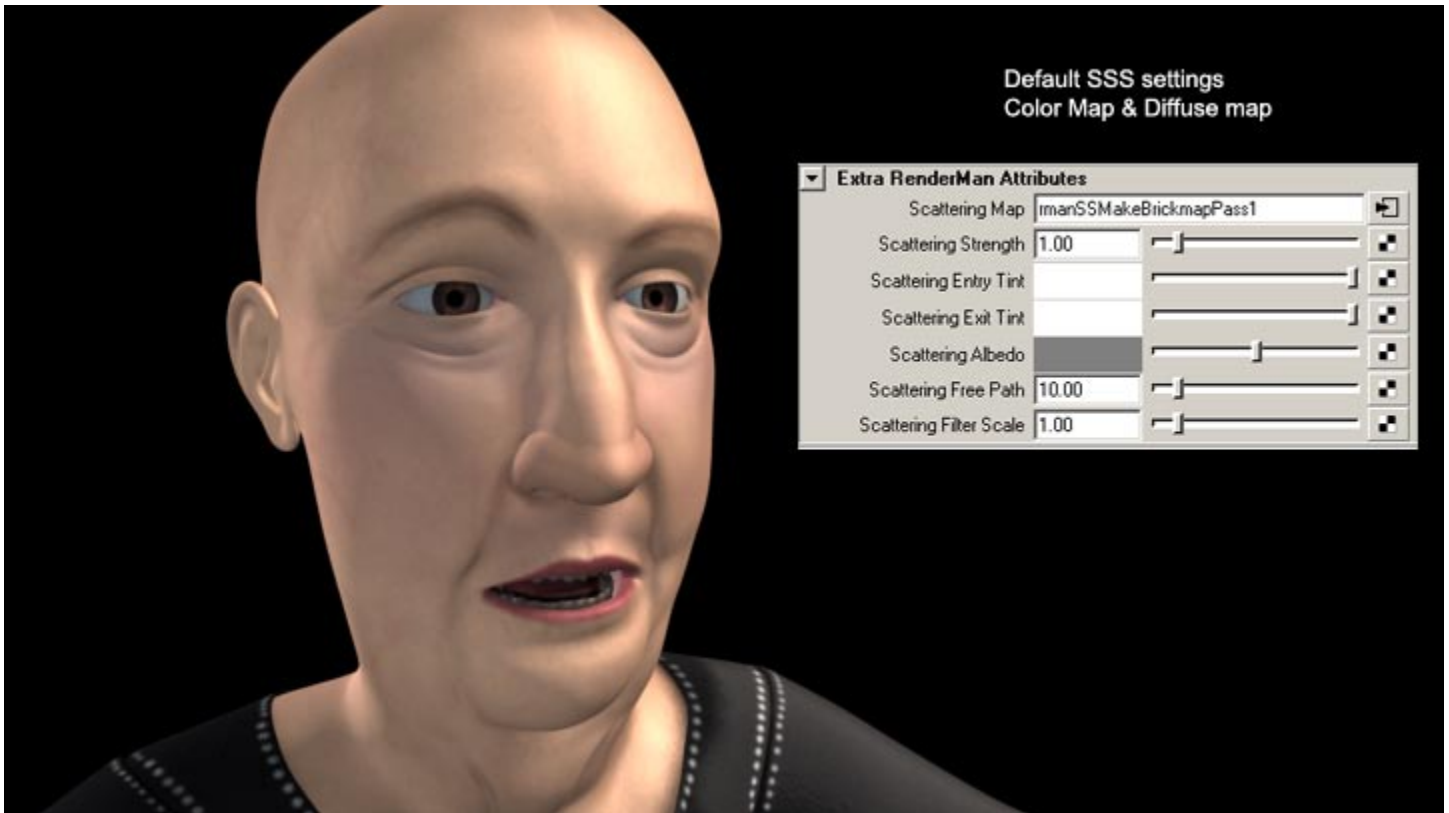 Default SSS settings
Color Map & Diffuse map
Extra RenderMan Attributes
Scattering Map rmanSSMakeBrickmapPass1
Scattering Strength 1.00
Scattering Entry Tint
Scattering Exit Tint
Scattering Albedo
Scattering Free Path 10.00
Scattering Filter Scale 1.00